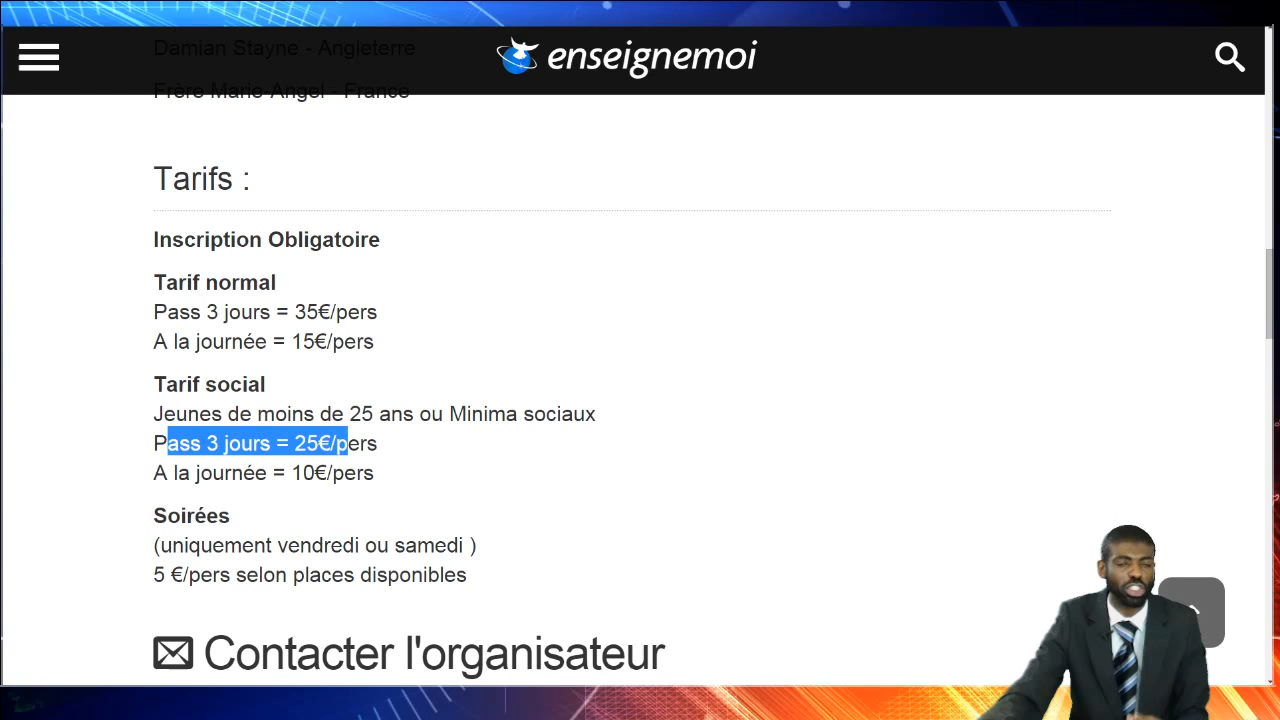 Damian Stayne - Angleterre
enseignemoi
Frère Marie-Angel - France
Tarifs :
Inscription Obligatoire
Tarif normal
Pass 3 jours = 35€/pers
A la journée = 15€/pers
Tarif social
Jeunes de moins de 25 ans ou Minima sociaux
Pass 3 jours = 25€/pers
A la journée = 10€/pers
Soirées
(uniquement vendredi ou samedi )
5 €/pers selon places disponibles
Contacter l'organisateur